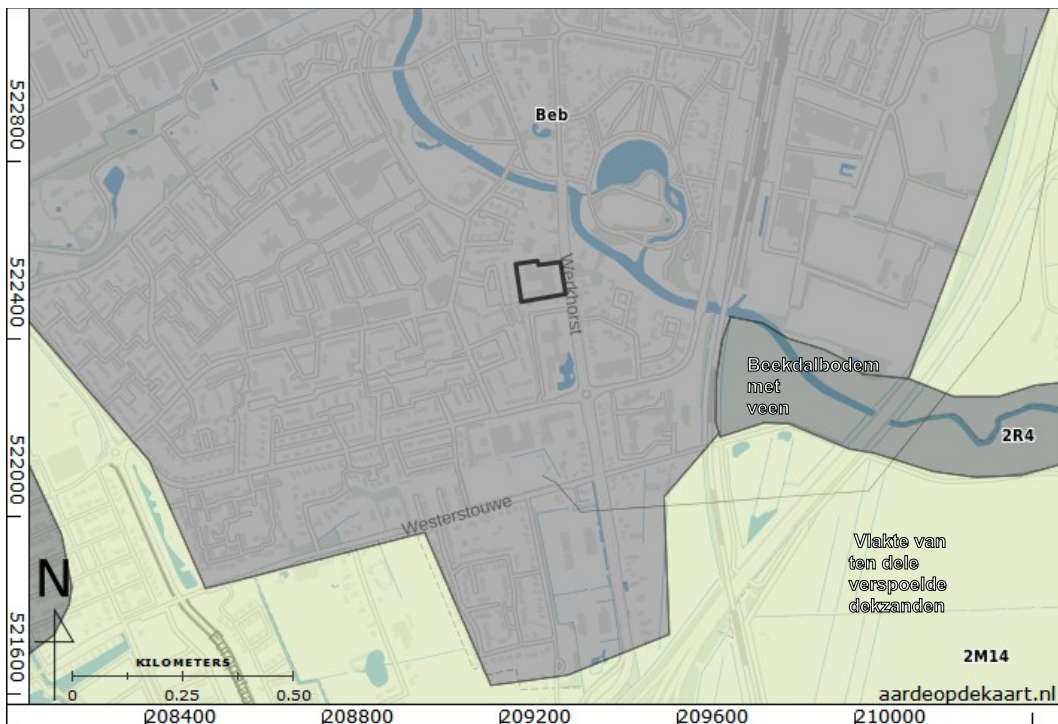 522800
522400
522000
521600
Beb
Werkhorst
Beekdalbodem
met
veen
2R4
Westerstouwe
Vlakte van
ten dele
verspoelde
dekzanden
2M14
N
KILOMETERS
0 0.25 0.50
aardeopdekaart.nl
208400 208800 209200 209600 210000